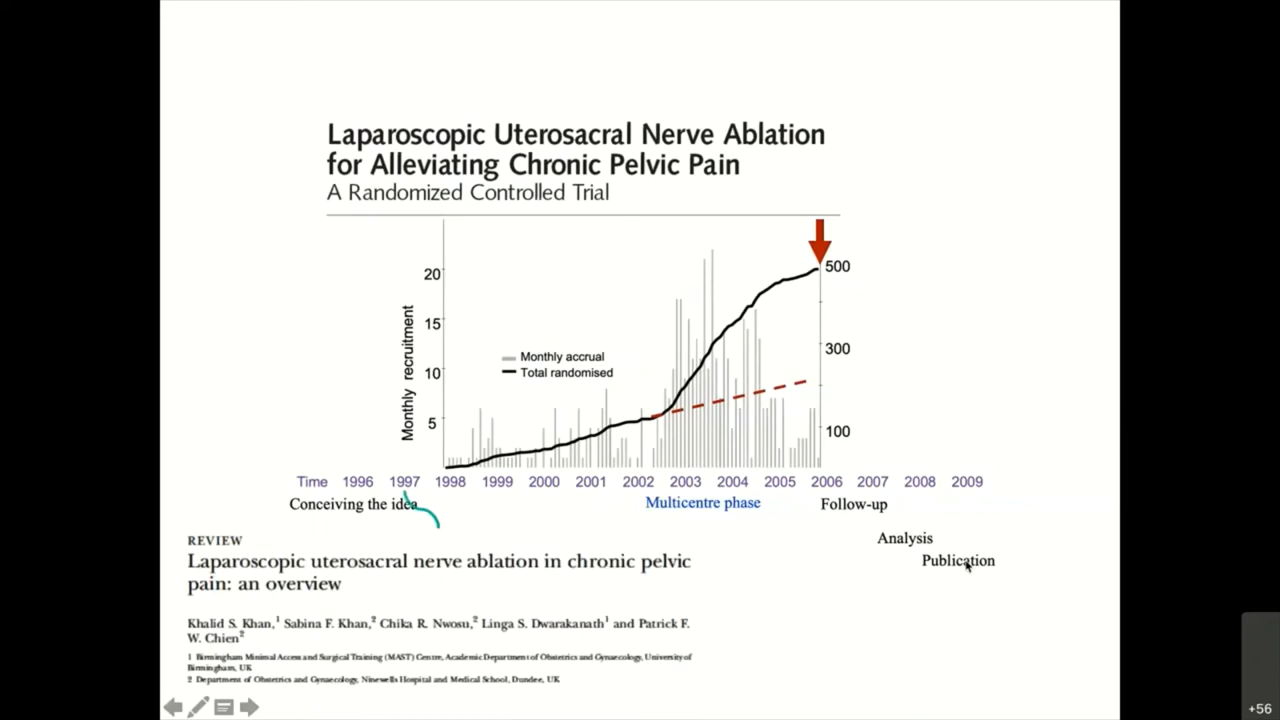 Laparoscopic Uterosacral Nerve Ablation
for Alleviating Chronic Pelvic Pain
A Randomized Controlled Trial
500
300
100
20
15
10
5
Monthly recruitment
Monthly accrual
Total randomised
Time 1996 1997 1998 1999 2000 2001 2002 2003 2004 2005 2006 2007 2008 2009
Conceiving the idea Multicentre phase Follow-up
Analysis
Publication
REVIEW
Laparoscopic uterosacral nerve ablation in chronic pelvic
pain: an overview
Khalid S. Khan,1 Sabina F. Khan,2 Chika R. Nwosu,2 Linga S. Dwarakanath1 and Patrick F.
W. Chien2
1 Birmingham Minimal Access and Surgical Training (MAST) Centre, Academic Department of Obstetrics and Gynaecology, University of
Birmingham, UK
2 Department of Obstetrics and Gynaecology, Ninewells Hospital and Medical School, Dundee, UK
+56